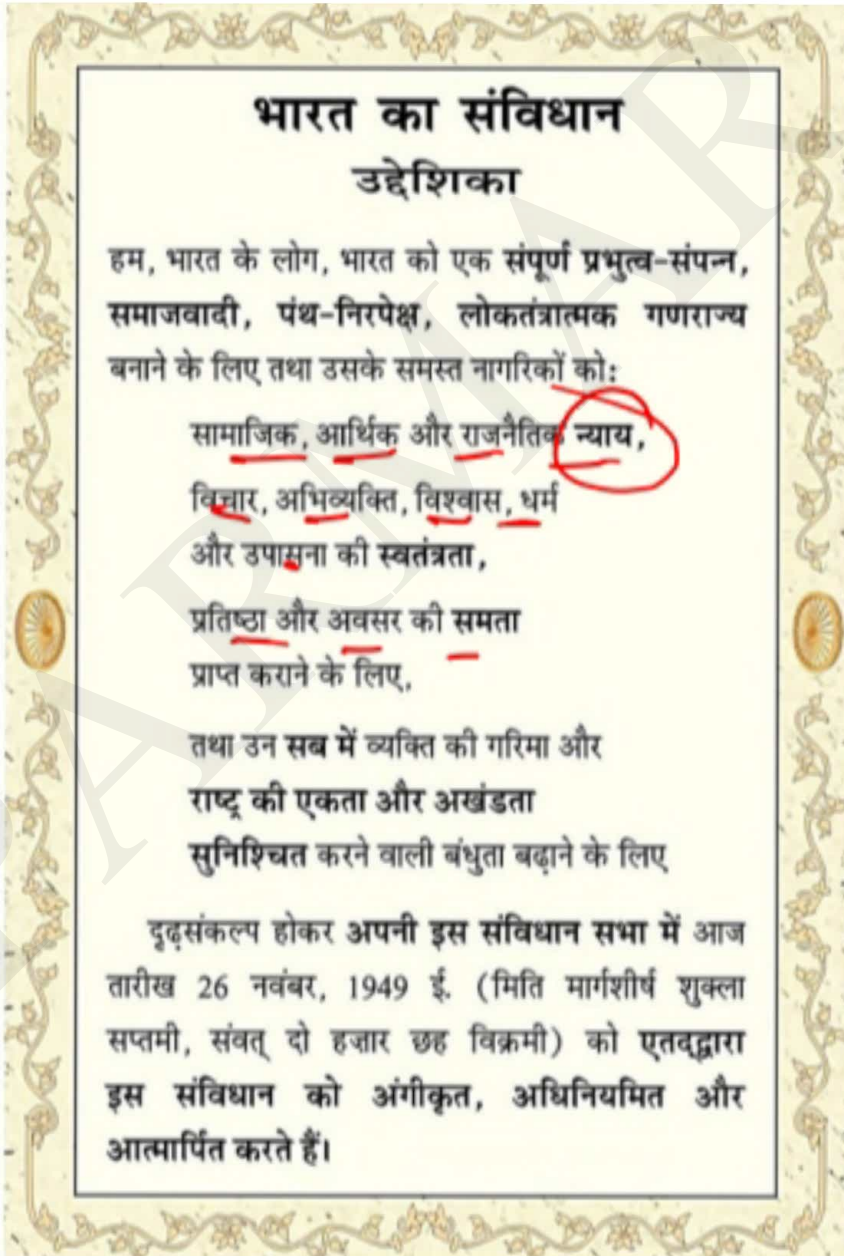 भारत का संविधान
उद्देशिका
हम, भारत के लोग, भारत को एक संपूर्ण प्रभुत्व-संपन्न,
समाजवादी, पंथ-निरपेक्ष, लोकतंत्रात्मक गणराज्य
बनाने के लिए तथा उसके समस्त नागरिकों को:
सामाजिक, आर्थिक और राजनैतिक न्याय,
विचार, अभिव्यक्ति, विश्वास, धर्म
और उपासना की स्वतंत्रता,
प्रतिष्ठा और अवसर की समता
प्राप्त कराने के लिए,
तथा उन सब में व्यक्ति की गरिमा और
राष्ट्र की एकता और अखंडता
सुनिश्चित करने वाली बंधुता बढ़ाने के लिए
दृढ़संकल्प होकर अपनी इस संविधान सभा में आज
तारीख 26 नवंबर, 1949 ई. (मिति मार्गशीर्ष शुक्ला
सप्तमी, संवत् दो हज़ार छह विक्रमी) को एतद्द्वारा
इस संविधान को अंगीकृत, अधिनियमित और
आत्मार्पित करते हैं।
PARMAR